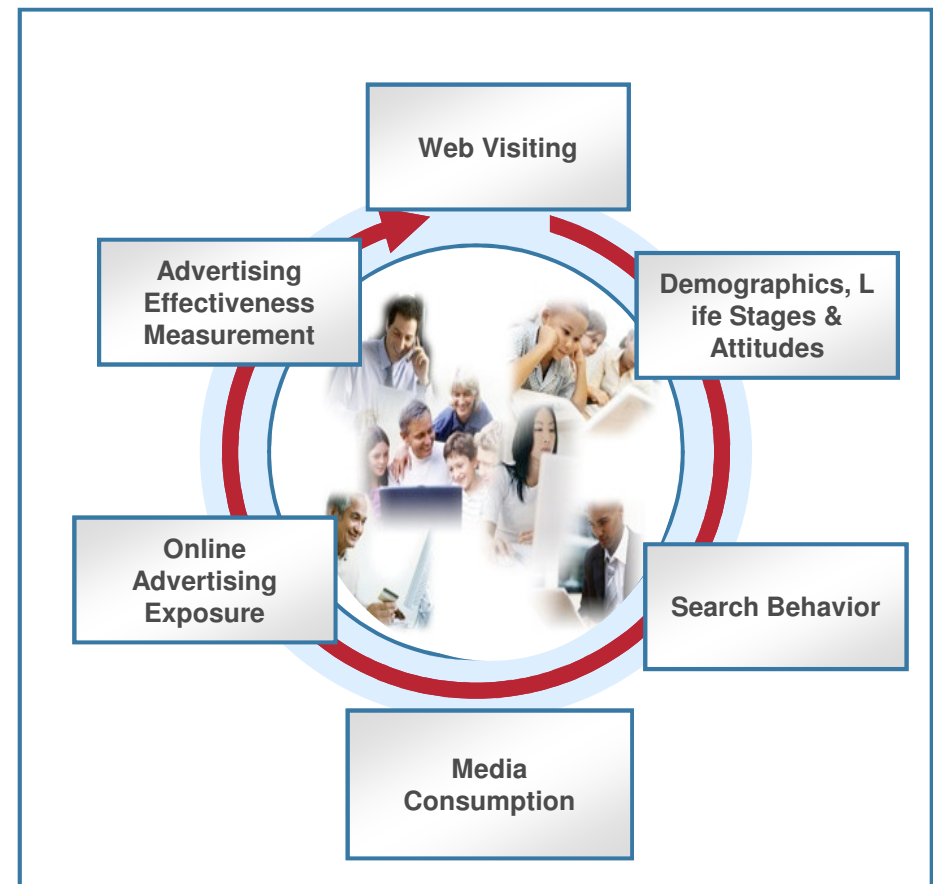 Web Visiting
Demographics, L
ife Stages &
Attitudes
Search Behavior
Media
Consumption
Online
Advertising
Exposure
Advertising
Effectiveness
Measurement